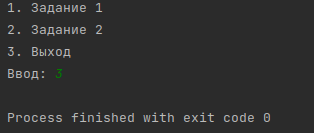 1. Задание 1
2. Задание 2
3. Выход
Ввод: 3
Process finished with exit code 0